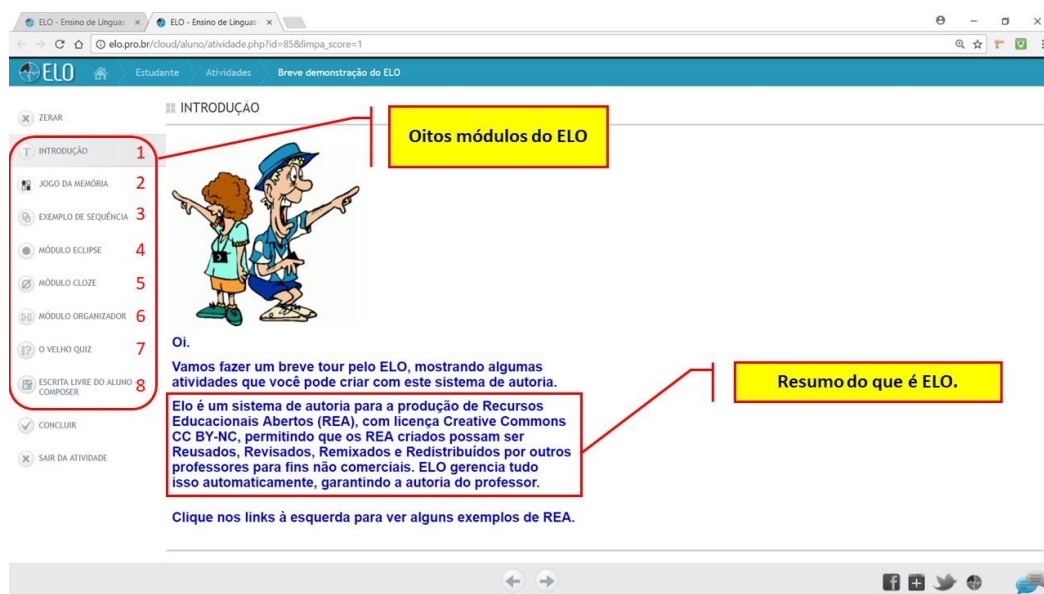 ELO - Ensino de Línguas
ELO - Ensino de Línguas
elo.pro.br/cloud/aluno/atividade.php?id=85&limpa_score=1
ELO
Estudante
Atividades
Breve demonstração do ELO
ZERAR
INTRODUÇÃO 1
JOGO DA MEMÓRIA 2
EXEMPLO DE SEQUÊNCIA 3
MÓDULO ECLIPSE 4
MÓDULO CLOZE 5
MÓDULO ORGANIZADOR 6
O VELHO QUIZ 7
ESCRITA LIVRE DO ALUNO 8
COMPOSER
CONCLUIR
SAIR DA ATIVIDADE
INTRODUÇÃO
Oitos módulos do ELO
Oi.
Vamos fazer um breve tour pelo ELO, mostrando algumas
atividades que você pode criar com este sistema de autoria.
Elo é um sistema de autoria para a produção de Recursos
Educacionais Abertos (REA), com licença Creative Commons
CC BY-NC, permitindo que os REA criados possam ser
Reusados, Revisados, Remixados e Redistribuídos por outros
professores para fins não comerciais. ELO gerencia tudo
isso automaticamente, garantindo a autoria do professor.
Resumo do que é ELO.
Clique nos links à esquerda para ver alguns exemplos de REA.